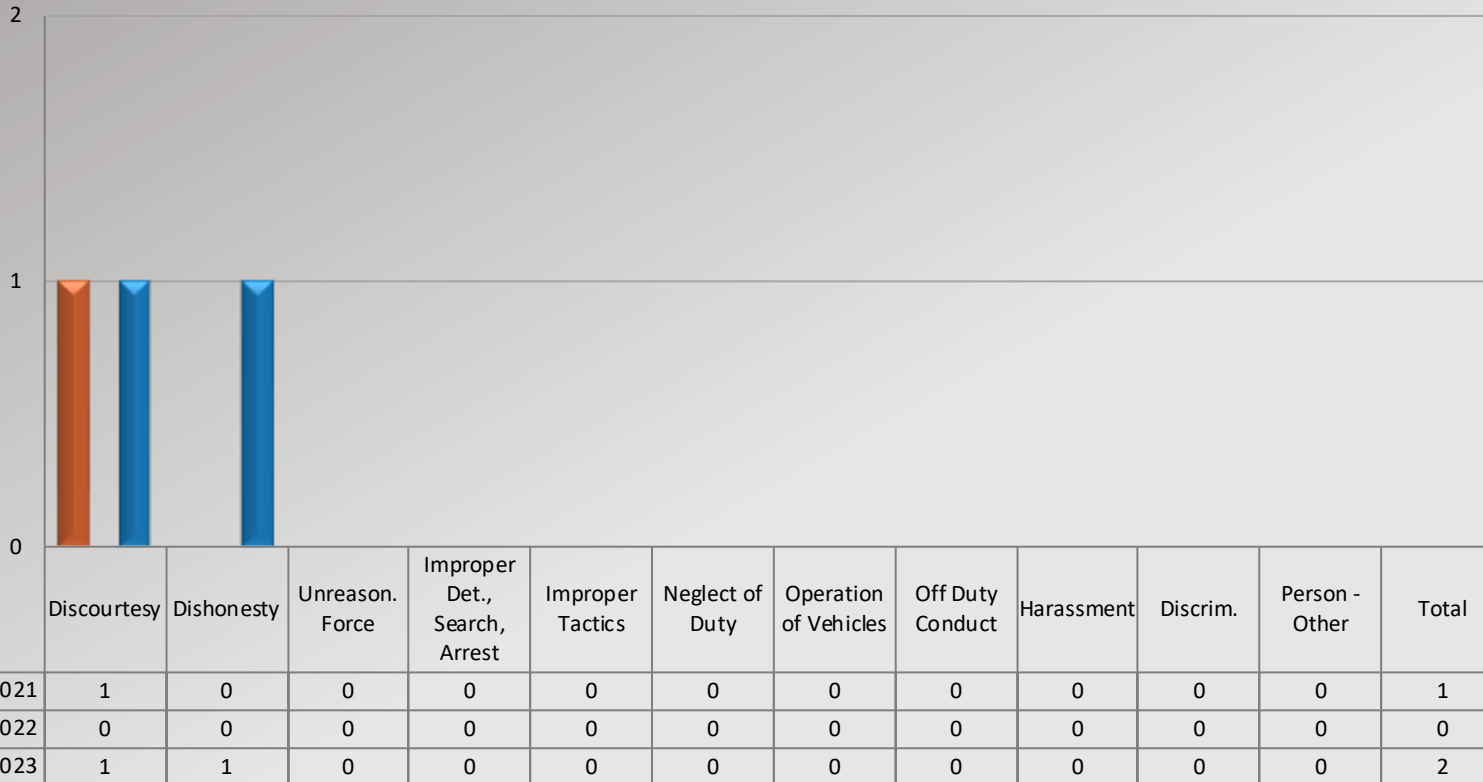 2
1
0
Discourtesy Dishonesty Unreason. Force Improper Det., Search, Arrest Improper Tactics Neglect of Duty Operation of Vehicles Off Duty Conduct Harassment Discrim. Person - Other Total
021 1 0 0 0 0 0 0 0 0 0 0 1
022 0 0 0 0 0 0 0 0 0 0 0 0
023 1 1 0 0 0 0 0 0 0 0 0 2